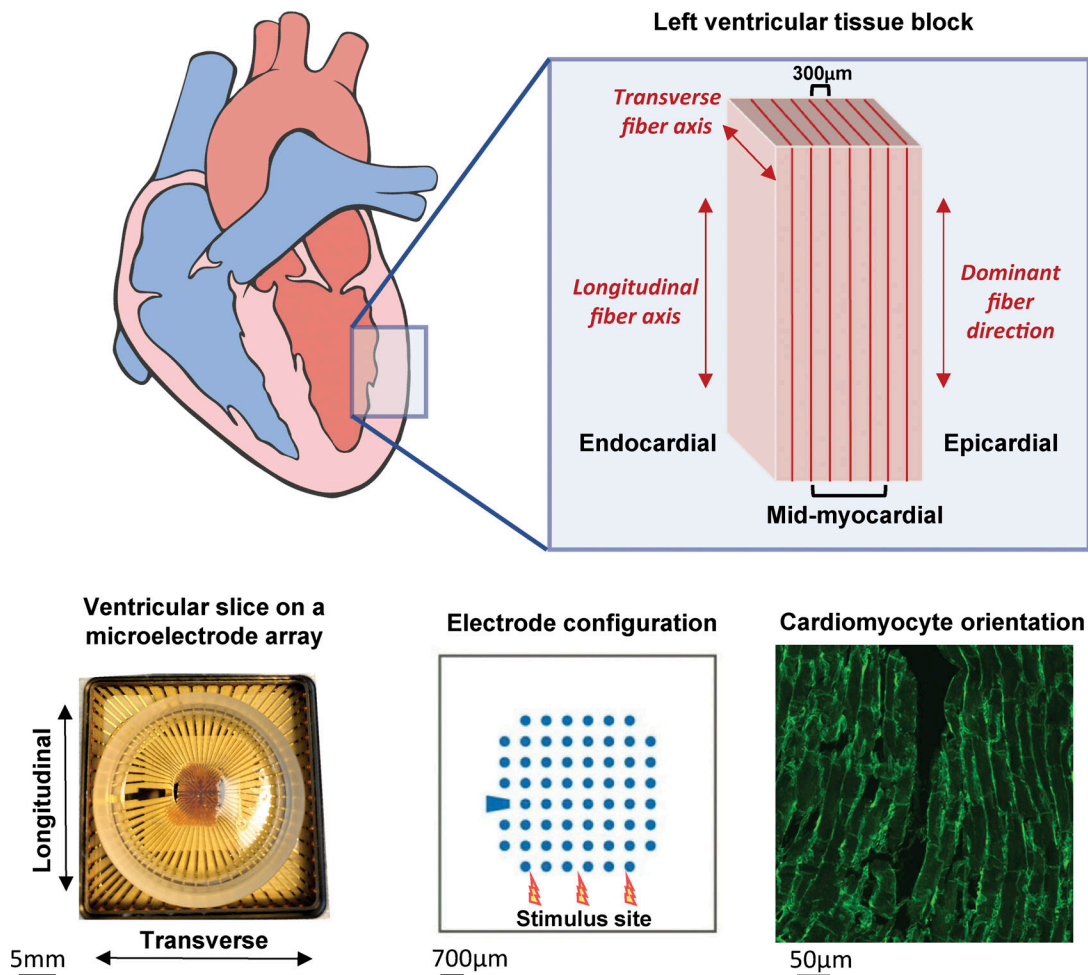 Left ventricular tissue block
300µm
Transverse
fiber axis
Longitudinal
fiber axis
Dominant
fiber
direction
Endocardial
Epicardial
Mid-myocardial
Ventricular slice on a
microelectrode array
Electrode configuration
Cardiomyocyte orientation
Longitudinal
Transverse
Stimulus site
5mm
700µm
50µm